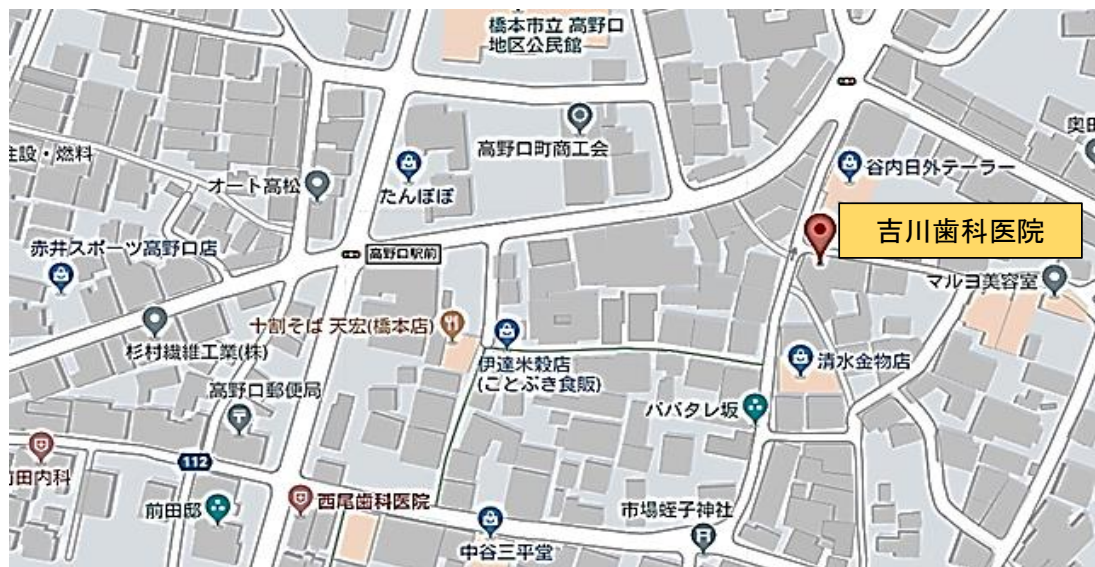 橋本市立 高野口
地区公民館
高野口町商工会
住設・燃料
オート高松
たんぽぽ
谷内日外テーラー
奥田
吉川歯科医院
赤井スポーツ高野口店
高野口駅前
マルヨ美容室
杉村繊維工業(株)
十割そば 天宏(橋本店)
伊達米穀店
(ことぶき食販)
清水金物店
高野口郵便局
ババタレ坂
112
田内科
前田邸
西尾歯科医院
中谷三平堂
市場蛭子神社